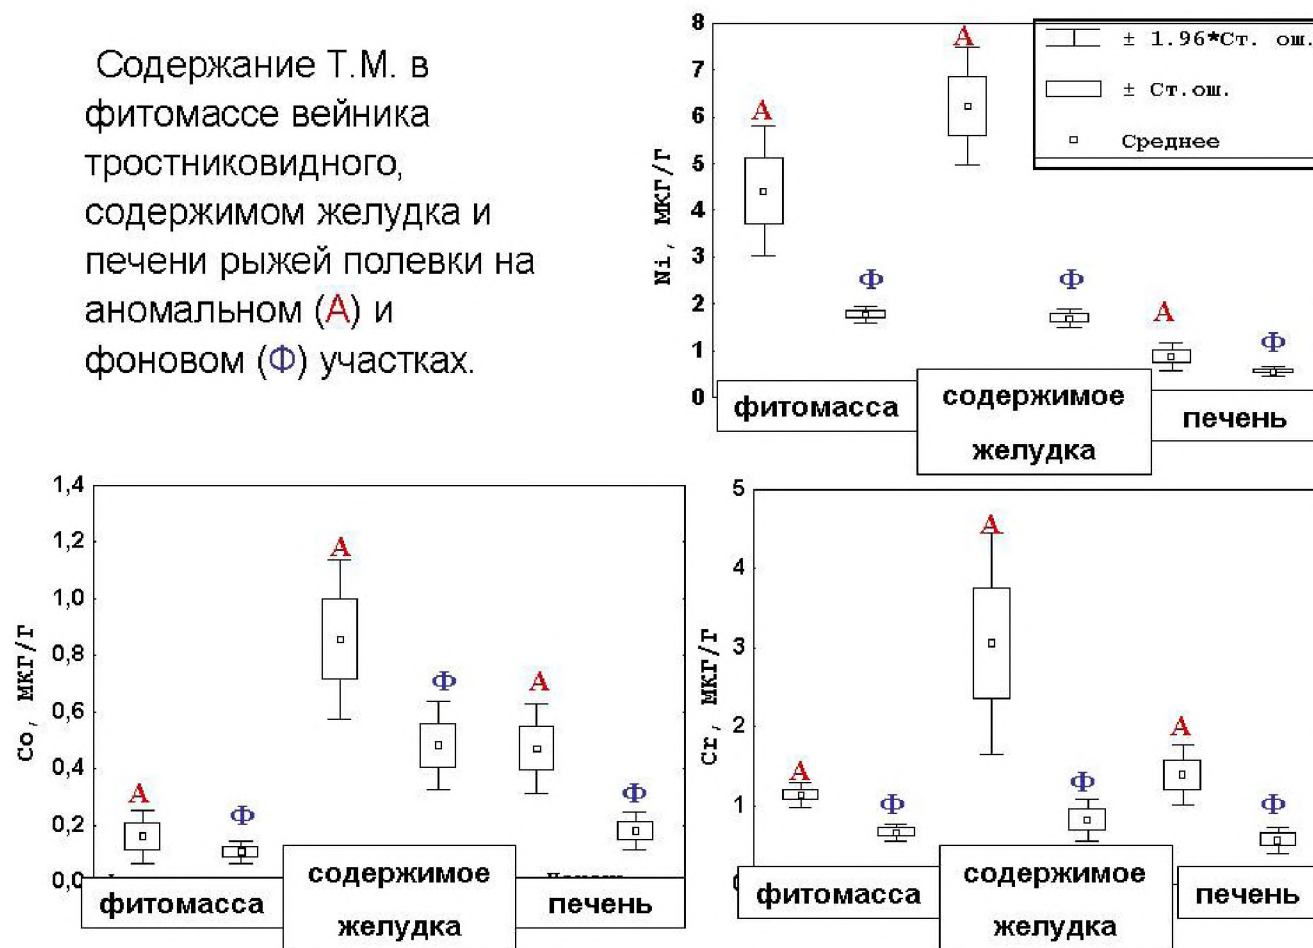 Содержание Т.М. в
фитомассе вейника
тростниковидного,
содержимом желудка и
печени рыжей полевки на
аномальном (А) и
фоновом (Ф) участках.
Ni, МКГ/Г
8
7
6
5
4
3
2
1
0
А
Ф
А
Ф
А
Ф
± 1.96*Ст. ош.
± Ст.ош.
Среднее
фитомасса
содержимое
желудка
печень
Co, МКГ/Г
1,4
1,2
1,0
0,8
0,6
0,4
0,2
0,0
А
Ф
А
Ф
А
Ф
фитомасса
содержимое
желудка
печень
Cr, МКГ/Г
5
4
3
2
1
А
Ф
А
Ф
А
Ф
фитомасса
содержимое
желудка
печень